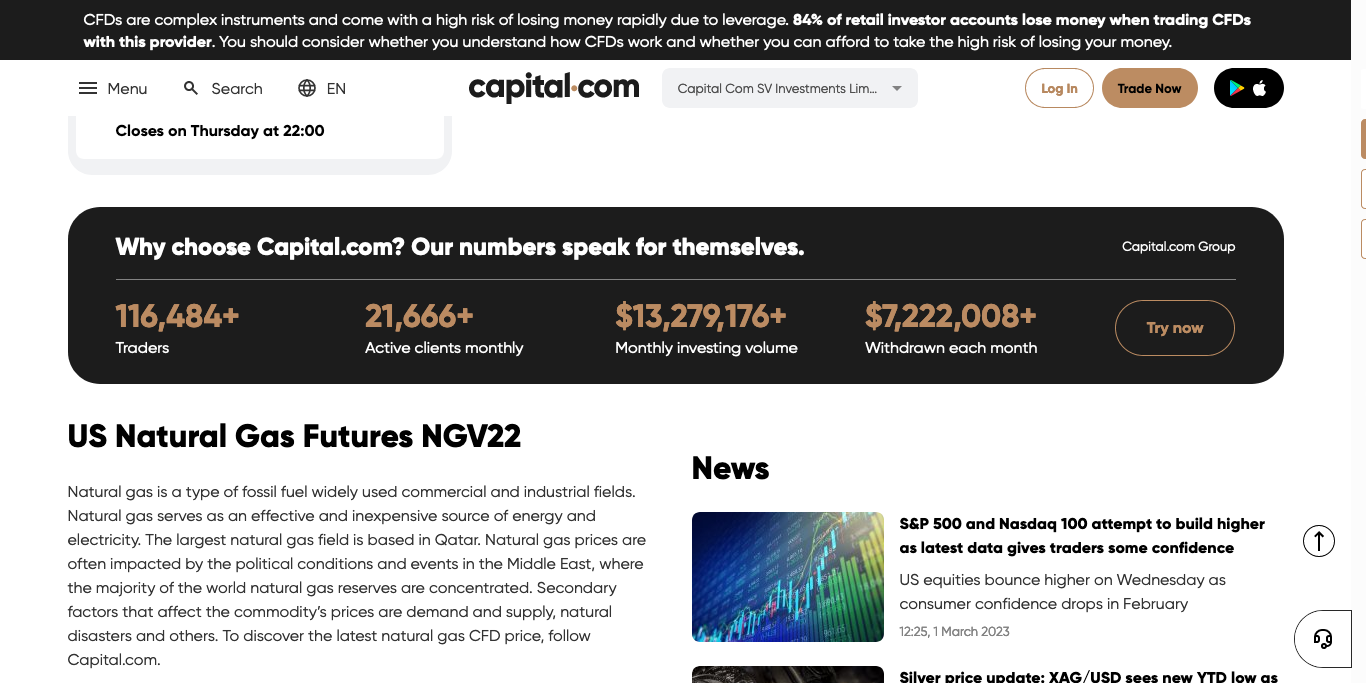 CFDs are complex instruments and come with a high risk of losing money rapidly due to leverage. 84% of retail investor accounts lose money when trading CFDs
with this provider. You should consider whether you understand how CFDs work and whether you can afford to take the high risk of losing your money.
Menu
Search
EN
capital.com
Capital Com SV Investments Lim...
Log In
Trade Now
Closes on Thursday at 22:00
Why choose Capital.com? Our numbers speak for themselves.
Capital.com Group
116,484+
Traders
21,666+
Active clients monthly
$13,279,176+
Monthly investing volume
$7,222,008+
Withdrawn each month
Try now
US Natural Gas Futures NGV22
Natural gas is a type of fossil fuel widely used commercial and industrial fields.
Natural gas serves as an effective and inexpensive source of energy and
electricity. The largest natural gas field is based in Qatar. Natural gas prices are
often impacted by the political conditions and events in the Middle East, where
the majority of the world natural gas reserves are concentrated. Secondary
factors that affect the commodity's prices are demand and supply, natural
disasters and others. To discover the latest natural gas CFD price, follow
Capital.com.
News
S&P 500 and Nasdaq 100 attempt to build higher
as latest data gives traders some confidence
US equities bounce higher on Wednesday as
consumer confidence drops in February
12:25, 1 March 2023
Silver price update: XAG/USD sees new YTD low as